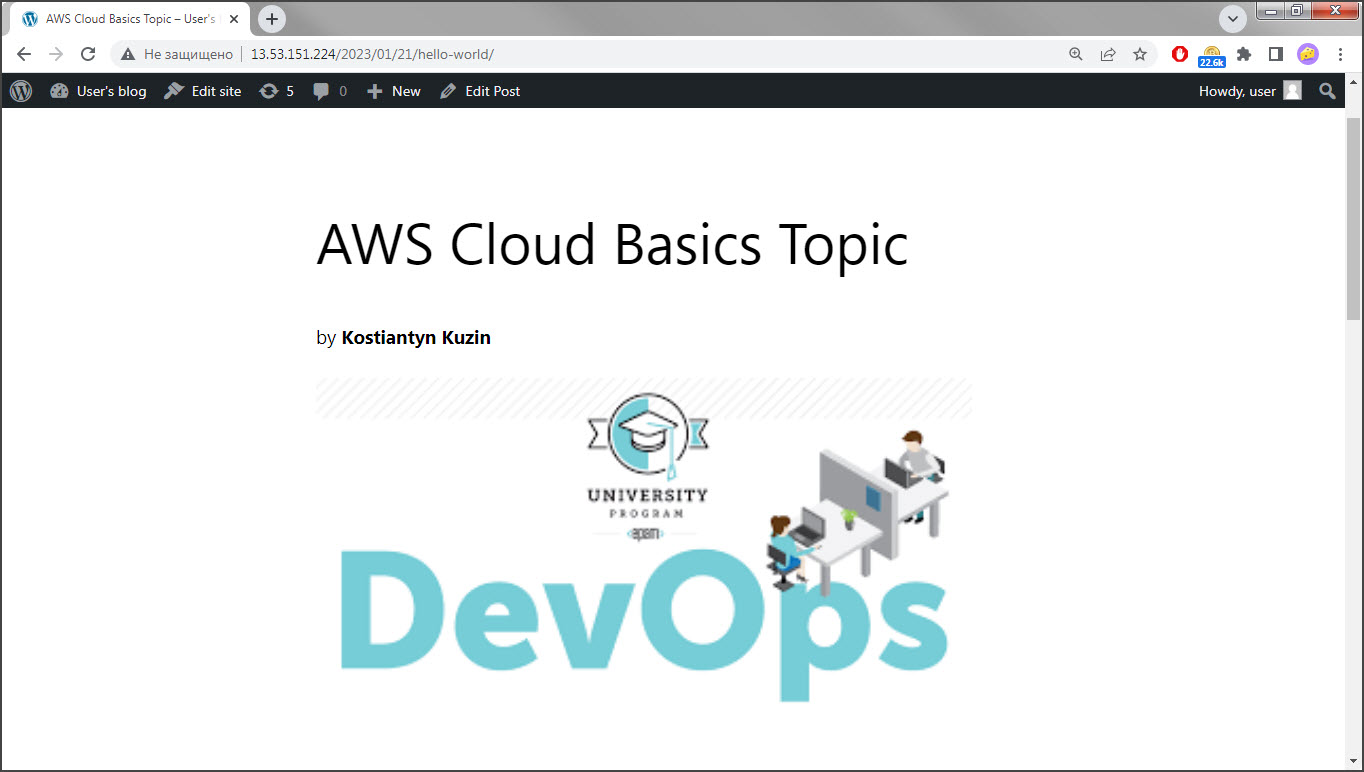 AWS Cloud Basics Topic – User's
Не защищено 13.53.151.224/2023/01/21/hello-world/
22.6k
User's blog Edit site 5 0 New Edit Post Howdy, user
AWS Cloud Basics Topic
by Kostiantyn Kuzin
UNIVERSITY
PROGRAM
<epam>
DevOps